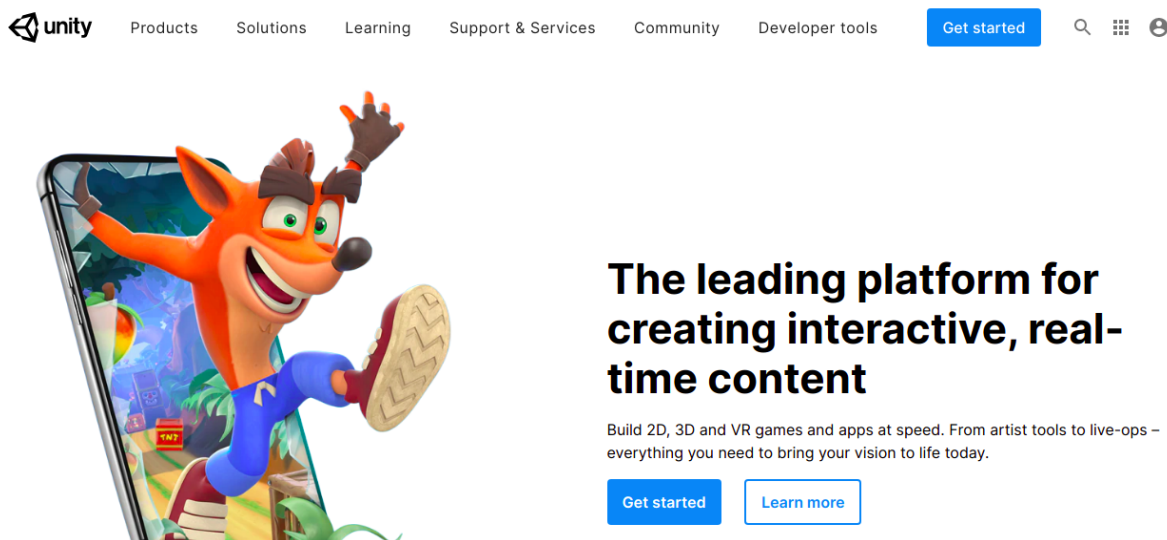 unity
Products
Solutions
Learning
Support & Services
Community
Developer tools
Get started
TNT
The leading platform for
creating interactive, real-
time content
Build 2D, 3D and VR games and apps at speed. From artist tools to live-ops –
everything you need to bring your vision to life today.
Get started
Learn more